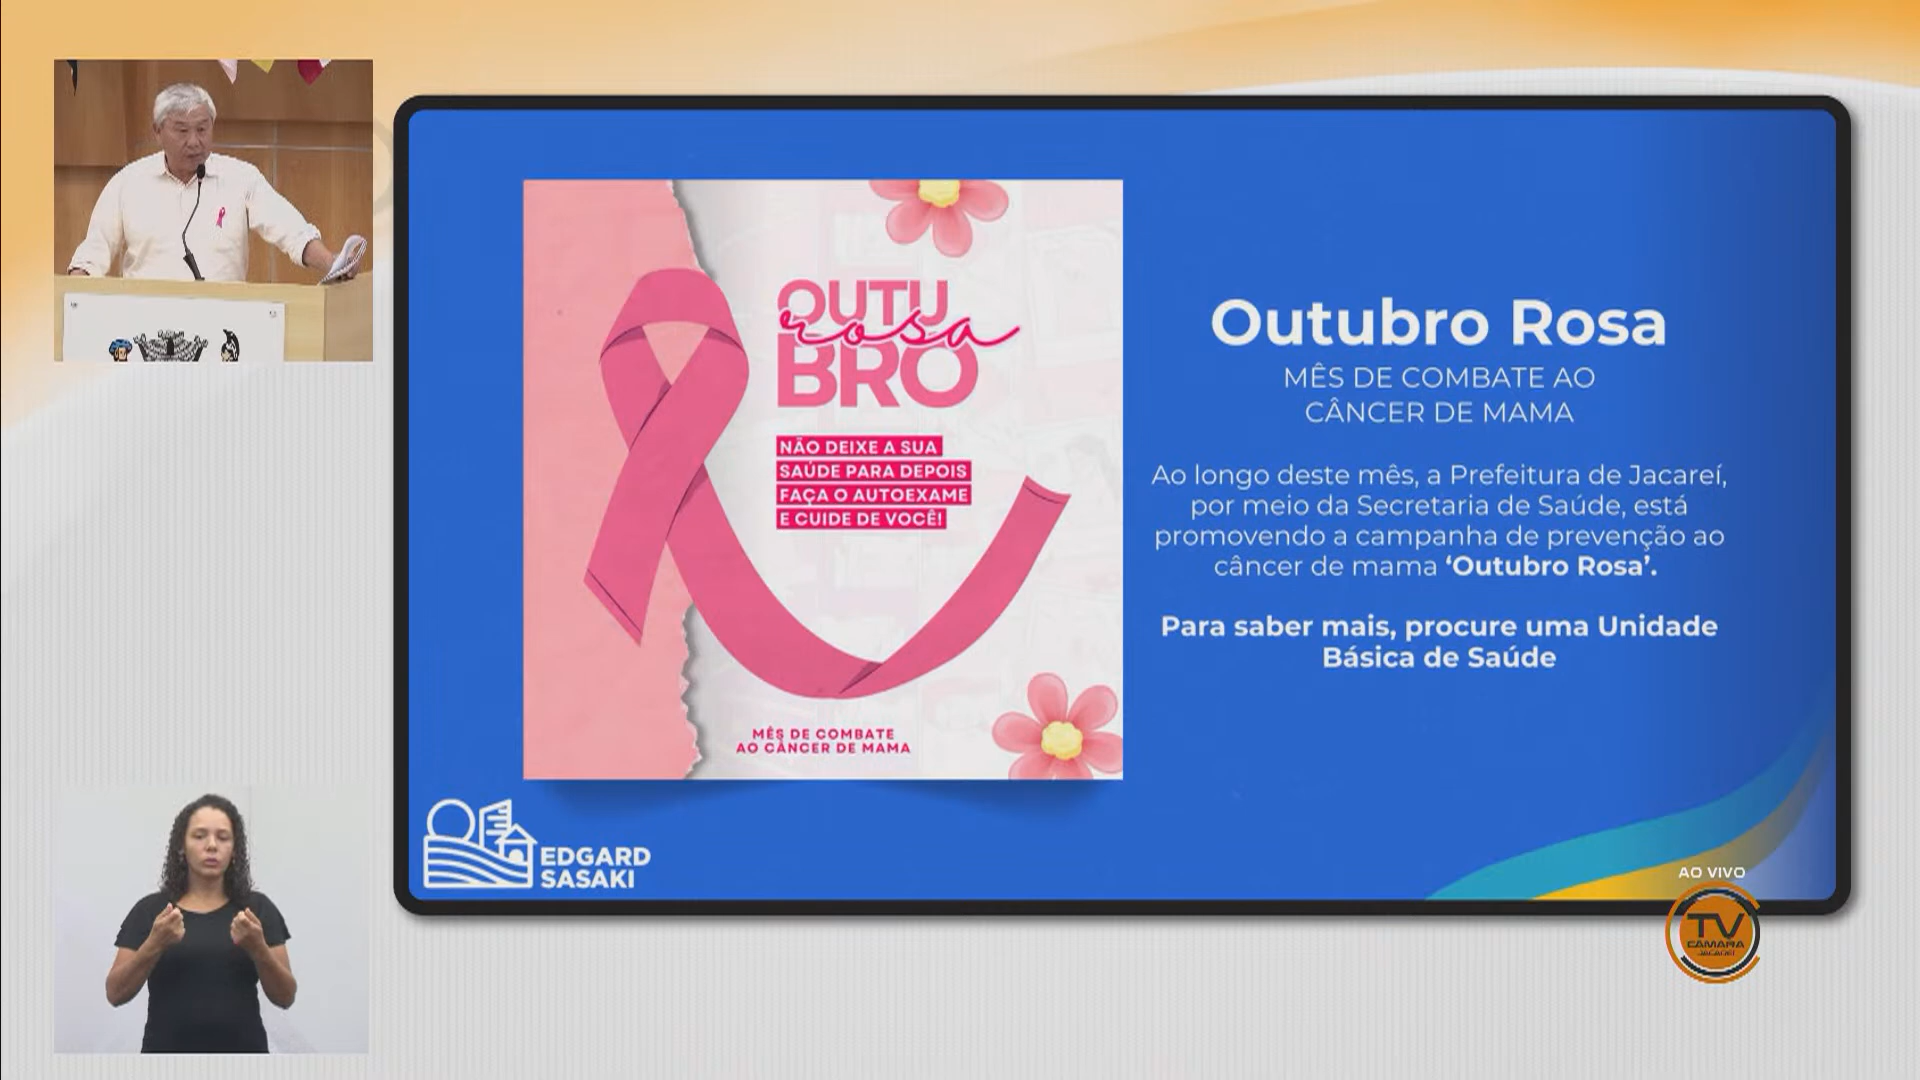 OUTU
rosa
BRO
NÃO DEIXE A SUA
SAÚDE PARA DEPOIS
FAÇA O AUTOEXAME
E CUIDE DE VOCÊ!
MÊS DE COMBATE
AO CÂNCER DE MAMA
Outubro Rosa
MÊS DE COMBATE AO
CÂNCER DE MAMA
Ao longo deste mês, a Prefeitura de Jacareí,
por meio da Secretaria de Saúde, está
promovendo a campanha de prevenção ao
câncer de mama ‘Outubro Rosa’.
Para saber mais, procure uma Unidade
Básica de Saúde
EDGARD
SASAKI
AO VIVO
TV
CÂMARA
JACAREÍ